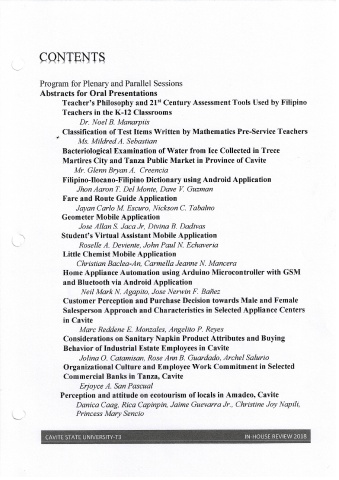 CONTENTS
Program for Plenary and Parallel Sessions
Abstracts for Oral Presentations
Teacher's Philosophy and 21st Century Assessment Tools Used by Filipino
Teachers in the K-12 Classrooms
Dr. Noel B. Manarpiis
Classification of Test Items Written by Mathematics Pre-Service Teachers
Ms. Mildred A. Sebastian
Bacteriological Examination of Water from Ice Collected in Trece
Martires City and Tanza Public Market in Province of Cavite
Mr. Glenn Bryan A. Creencia
Filipino-Ilocano-Filipino Dictionary using Android Application
Jhon Aaron T. Del Monte, Dave V. Guzman
Fare and Route Guide Application
Jayan Carlo M. Escuro, Nickson C. Tabalno
Geometer Mobile Application
Jose Allan S. Jaca Jr, Divina B. Dadivas
Student's Virtual Assistant Mobile Application
Roselle A. Deviente, John Paul N. Echaveria
Little Chemist Mobile Application
Christian Baclea-An, Carmella Jeanne N. Mancera
Home Appliance Automation using Arduino Microcontroller with GSM
and Bluetooth via Android Application
Neil Mark N. Agapito, Jose Nerwin F. Bañez
Customer Perception and Purchase Decision towards Male and Female
Salesperson Approach and Characteristics in Selected Appliance Centers
in Cavite
Marc Reddene E. Monzales, Angelito P. Reyes
Considerations on Sanitary Napkin Product Attributes and Buying
Behavior of Industrial Estate Employees in Cavite
Jolina O. Catamisan, Rose Ann B. Guardado, Archel Salurio
Organizational Culture and Employee Work Commitment in Selected
Commercial Banks in Tanza, Cavite
Erjoyce A. San Pascual
Perception and attitude on ecotourism of locals in Amadeo, Cavite
Danica Caag, Rica Capinpin, Jaime Guevarra Jr., Christine Joy Napili,
Princess Mary Sencio
CAVITE STATE UNIVERSITY-T3 IN-HOUSE REVIEW 2018